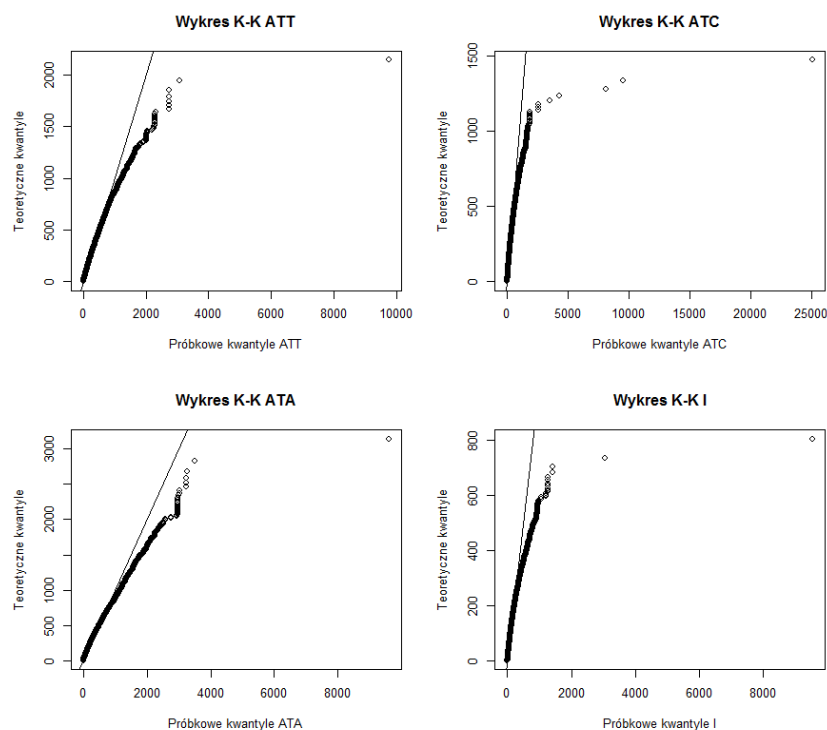 Wykres K-K ATT
Teoretyczne kwantyle
0 500 1000 1500 2000
0 2000 4000 6000 8000 10000
Próbkowe kwantyle ATT
Wykres K-K ATC
Teoretyczne kwantyle
0 500 1000 1500
0 5000 10000 15000 20000 25000
Próbkowe kwantyle ATC
Wykres K-K ATA
Teoretyczne kwantyle
0 500 1000 2000 3000
0 2000 4000 6000 8000
Próbkowe kwantyle ATA
Wykres K-K I
Teoretyczne kwantyle
0 200 400 600 800
0 2000 4000 6000 8000
Próbkowe kwantyle I